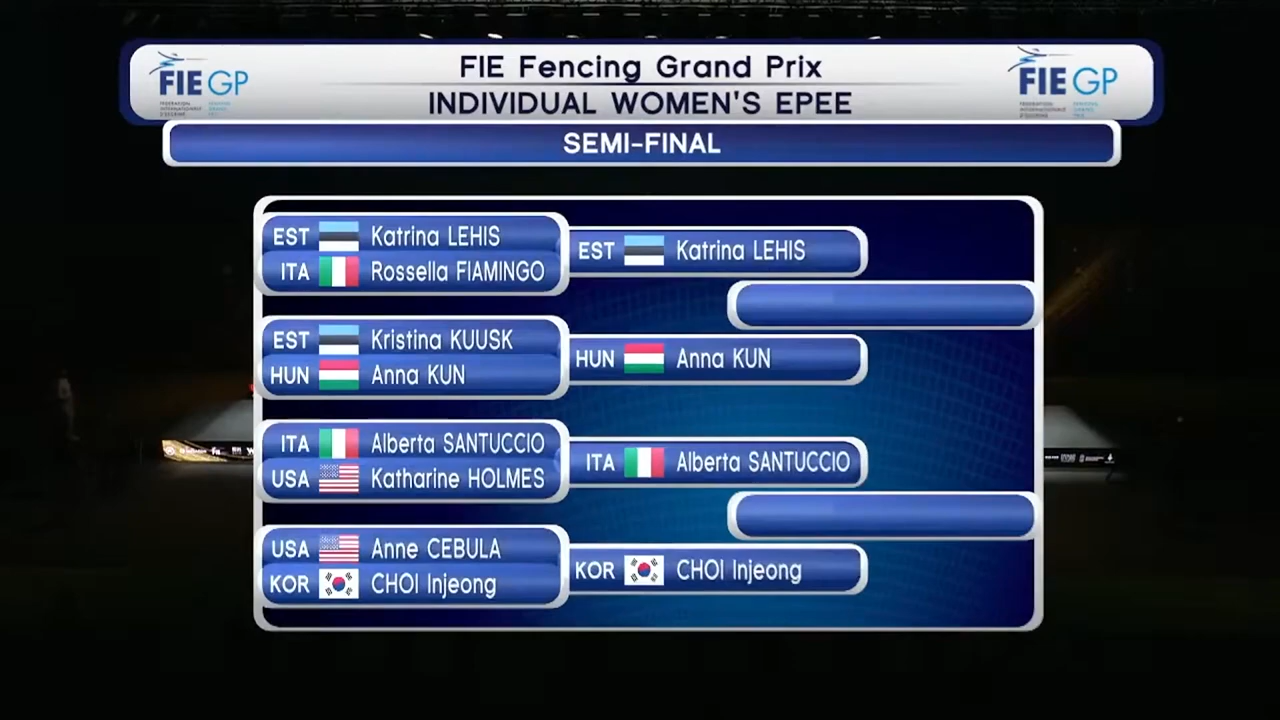 FIE GP
FIE Fencing Grand Prix
FIE GP
INDIVIDUAL WOMEN'S EPEE
SEMI-FINAL
EST Katrina LEHIS
ITA Rossella FIAMINGO
EST Katrina LEHIS
EST Kristina KUUSK
HUN Anna KUN
HUN Anna KUN
ITA Alberta SANTUCCIO
USA Katharine HOLMES
ITA Alberta SANTUCCIO
USA Anne CEBULA
KOR CHOI Injeong
KOR CHOI Injeong